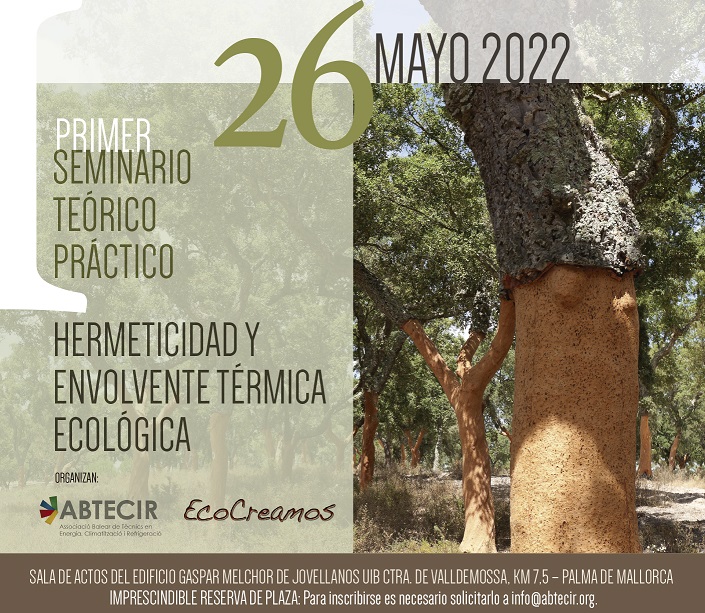 26 MAYO 2022
PRIMER
SEMINARIO
TEÓRICO
PRÁCTICO
HERMETICIDAD Y
ENVOLVENTE TÉRMICA
ECOLÓGICA
ORGANIZAN:
ABTECIR
Associació Balear de Tècnics en
Energia, Climatització i Refrigeració
EcoCreamos
SALA DE ACTOS DEL EDIFICIO GASPAR MELCHOR DE JOVELLANOS UIB CTRA. DE VALLDEMOSSA, KM 7,5 – PALMA DE MALLORCA
IMPRESCINDIBLE RESERVA DE PLAZA: Para inscribirse es necesario solicitarlo a info@abtecir.org.